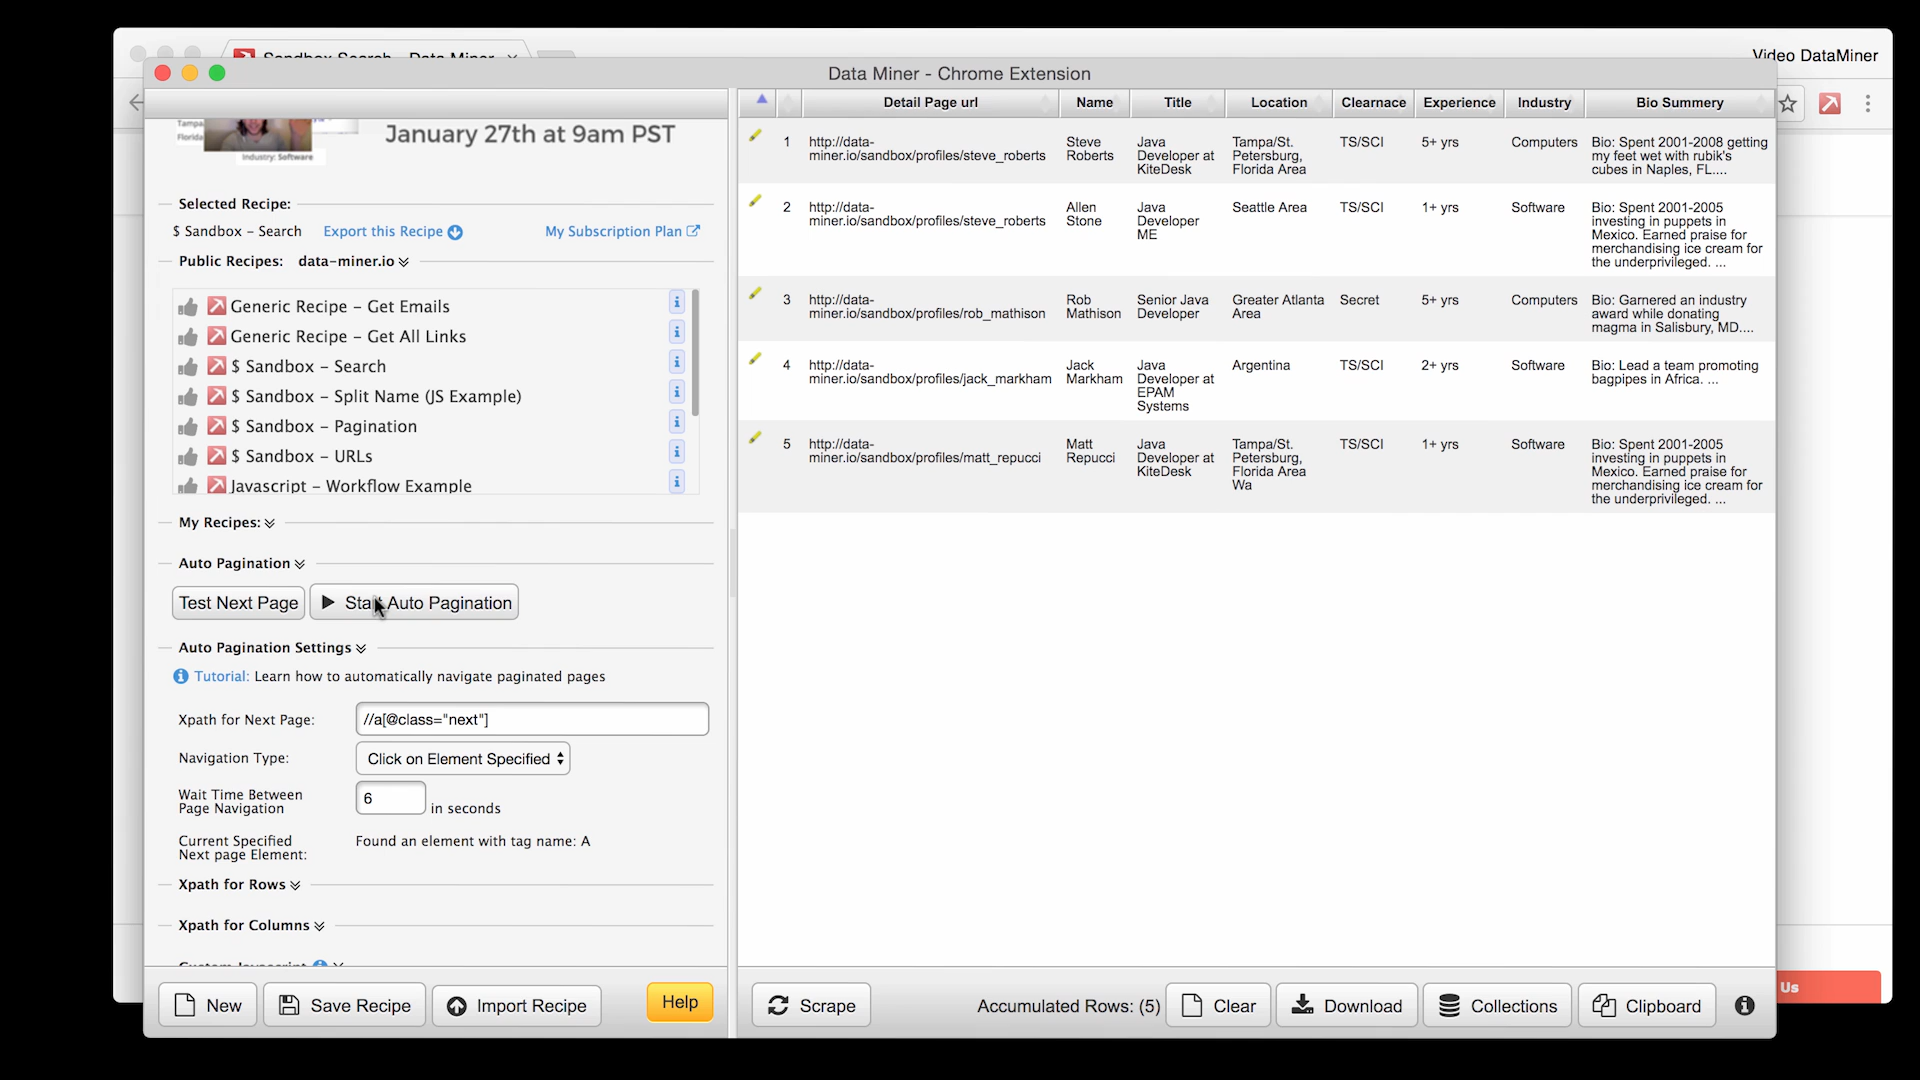 Sandbox Search - Data Miner
Video DataMiner
Data Miner - Chrome Extension
Tampa
Florida
Industry: Software
January 27th at 9am PST
Selected Recipe:
$ Sandbox – Search Export this Recipe My Subscription Plan
Public Recipes: data-miner.io
Generic Recipe – Get Emails
Generic Recipe – Get All Links
$ Sandbox – Search
$ Sandbox – Split Name (JS Example)
$ Sandbox – Pagination
$ Sandbox – URLs
Javascript – Workflow Example
My Recipes:
Auto Pagination
Test Next Page Start Auto Pagination
Auto Pagination Settings
Tutorial: Learn how to automatically navigate paginated pages
Xpath for Next Page: //a[@class="next"]
Navigation Type: Click on Element Specified
Wait Time Between
Page Navigation
6 in seconds
Current Specified
Next page Element:
Found an element with tag name: A
Xpath for Rows
Xpath for Columns
Custom Javascript
New Save Recipe Import Recipe Help
Detail Page url Name Title Location Clearnace Experience Industry Bio Summary
1 http://data-
miner.io/sandbox/profiles/steve_roberts
Steve
Roberts
Java
Developer at
KiteDesk
Tampa/St.
Petersburg,
Florida Area
TS/SCI
5+ yrs
Computers
Bio: Spent 2001-2008 getting
my feet wet with rubik's
cubes in Naples, FL....
2 http://data-
miner.io/sandbox/profiles/steve_roberts
Allen
Stone
Java
Developer
ME
Seattle Area
TS/SCI
1+ yrs
Software
Bio: Spent 2001-2005
investing in puppets in
Mexico. Earned praise for
merchandising ice cream for
the underprivileged. ...
3 http://data-
miner.io/sandbox/profiles/rob_mathison
Rob
Mathison
Senior Java
Developer
Greater Atlanta
Area
Secret
5+ yrs
Computers
Bio: Garnered an industry
award while donating
magma in Salisbury, MD....
4 http://data-
miner.io/sandbox/profiles/jack_markham
Jack
Markham
Java
Developer at
EPAM
Systems
Argentina
TS/SCI
2+ yrs
Software
Bio: Lead a team promoting
bagpipes in Africa. ...
5 http://data-
miner.io/sandbox/profiles/matt_repucci
Matt
Repucci
Java
Developer at
KiteDesk
Tampa/St.
Petersburg,
Florida Area
Wa
TS/SCI
1+ yrs
Software
Bio: Spent 2001-2005
investing in puppets in
Mexico. Earned praise for
merchandising ice cream for
the underprivileged. ...
Scrape Accumulated Rows: (5) Clear Download Collections Clipboard
Us